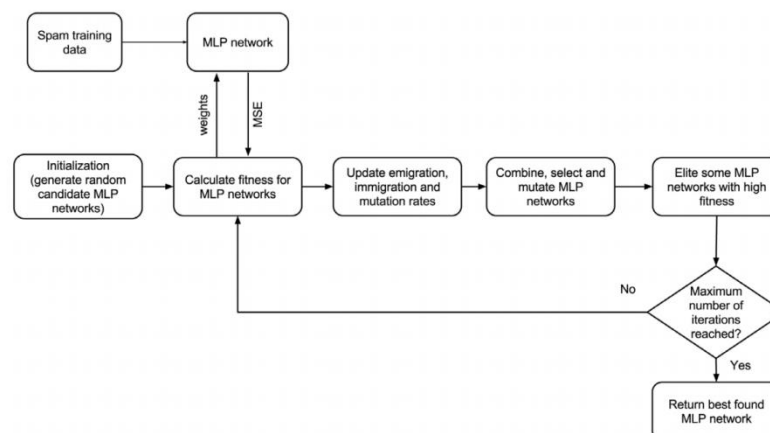 Spam training
data
MLP network
weights
MSE
Initialization
(generate random
candidate MLP
networks)
Calculate fitness for
MLP networks
Update emigration,
immigration and
mutation rates
Combine, select and
mutate MLP
networks
Elite some MLP
networks with high
fitness
No
Maximum
number of
iterations
reached?
Yes
Return best found
MLP network